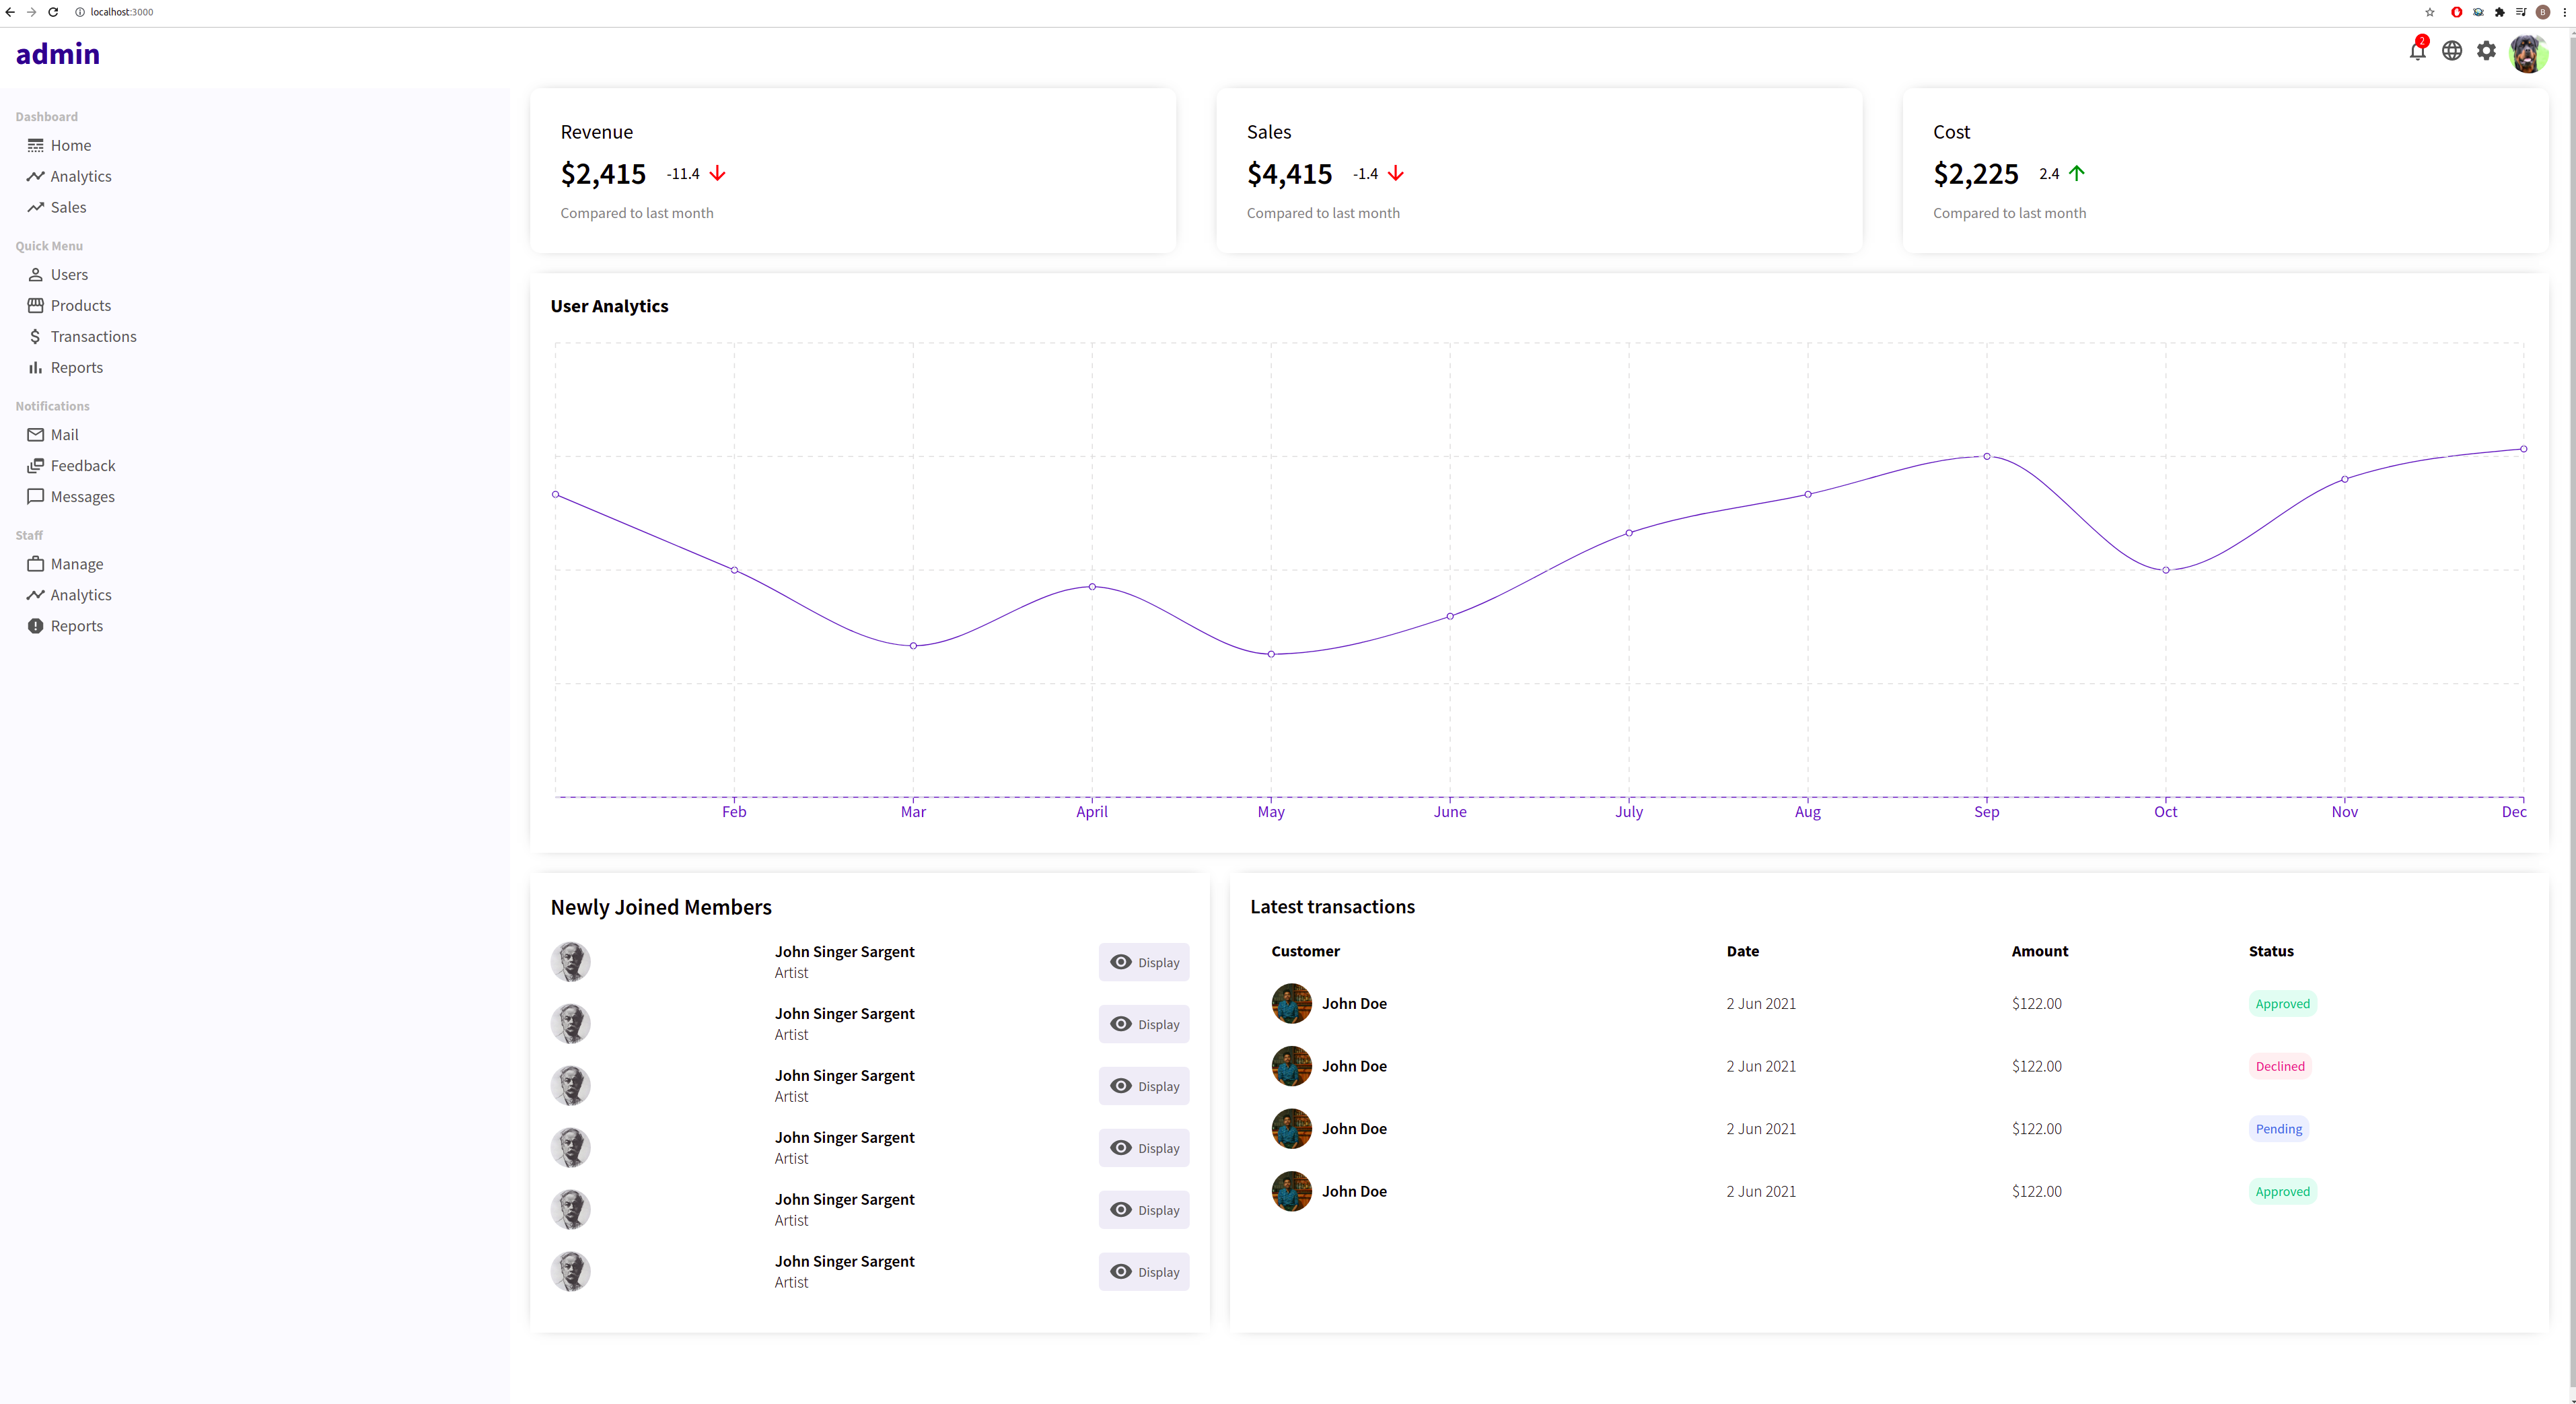 localhost:3000
B
admin
2
Dashboard
Home
Analytics
Sales
Quick Menu
Users
Products
Transactions
Reports
Notifications
Mail
Feedback
Messages
Staff
Manage
Analytics
Reports
Revenue
$2,415 -11.4
Compared to last month
Sales
$4,415 -1.4
Compared to last month
Cost
$2,225 2.4
Compared to last month
User Analytics
Feb Mar April May June July Aug Sep Oct Nov Dec
Newly Joined Members
John Singer Sargent
Artist
Display
John Singer Sargent
Artist
Display
John Singer Sargent
Artist
Display
John Singer Sargent
Artist
Display
John Singer Sargent
Artist
Display
John Singer Sargent
Artist
Display
Latest transactions
Customer Date Amount Status
John Doe 2 Jun 2021 $122.00 Approved
John Doe 2 Jun 2021 $122.00 Declined
John Doe 2 Jun 2021 $122.00 Pending
John Doe 2 Jun 2021 $122.00 Approved